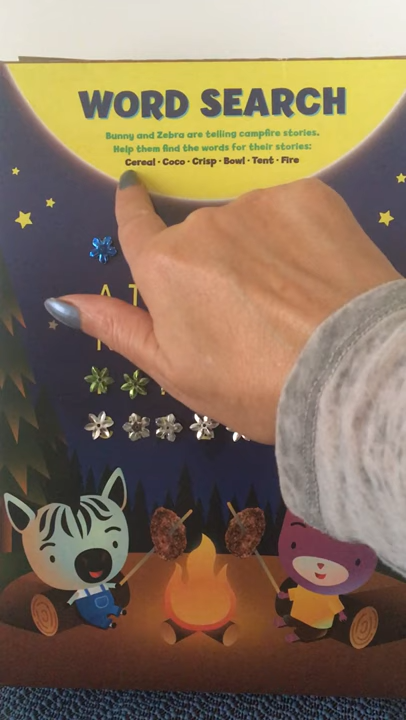 WORD SEARCH
Bunny and Zebra are telling campfire stories.
Help them find the words for their stories:
Cereal • Coco • Crisp • Bowl • Tent • Fire
A T